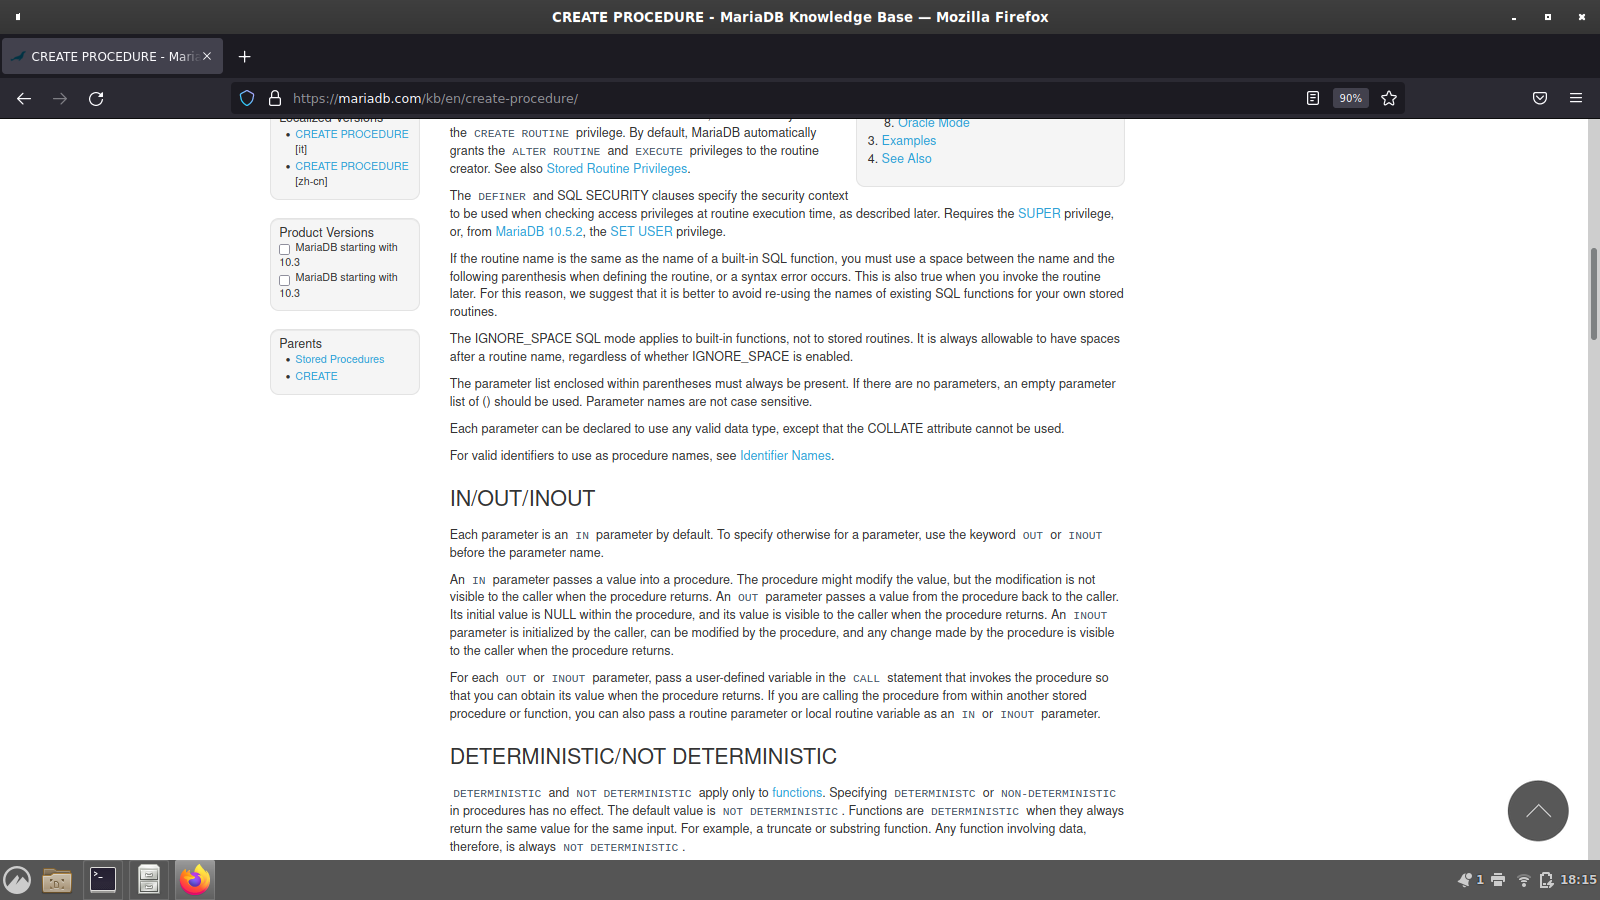 CREATE PROCEDURE - MariaDB Knowledge Base — Mozilla Firefox
CREATE PROCEDURE - Maria
https://mariadb.com/kb/en/create-procedure/
90%
Localized Versions
CREATE PROCEDURE
[it]
CREATE PROCEDURE
[zh-cn]
Product Versions
MariaDB starting with
10.3
MariaDB starting with
10.3
Parents
Stored Procedures
CREATE
8. Oracle Mode
3. Examples
4. See Also
the CREATE ROUTINE privilege. By default, MariaDB automatically
grants the ALTER ROUTINE and EXECUTE privileges to the routine
creator. See also Stored Routine Privileges.
The DEFINER and SQL SECURITY clauses specify the security context
to be used when checking access privileges at routine execution time, as described later. Requires the SUPER privilege,
or, from MariaDB 10.5.2, the SET USER privilege.
If the routine name is the same as the name of a built-in SQL function, you must use a space between the name and the
following parenthesis when defining the routine, or a syntax error occurs. This is also true when you invoke the routine
later. For this reason, we suggest that it is better to avoid re-using the names of existing SQL functions for your own stored
routines.
The IGNORE_SPACE SQL mode applies to built-in functions, not to stored routines. It is always allowable to have spaces
after a routine name, regardless of whether IGNORE_SPACE is enabled.
The parameter list enclosed within parentheses must always be present. If there are no parameters, an empty parameter
list of () should be used. Parameter names are not case sensitive.
Each parameter can be declared to use any valid data type, except that the COLLATE attribute cannot be used.
For valid identifiers to use as procedure names, see Identifier Names.
IN/OUT/INOUT
Each parameter is an IN parameter by default. To specify otherwise for a parameter, use the keyword OUT or INOUT
before the parameter name.
An IN parameter passes a value into a procedure. The procedure might modify the value, but the modification is not
visible to the caller when the procedure returns. An OUT parameter passes a value from the procedure back to the caller.
Its initial value is NULL within the procedure, and its value is visible to the caller when the procedure returns. An INOUT
parameter is initialized by the caller, can be modified by the procedure, and any change made by the procedure is visible
to the caller when the procedure returns.
For each OUT or INOUT parameter, pass a user-defined variable in the CALL statement that invokes the procedure so
that you can obtain its value when the procedure returns. If you are calling the procedure from within another stored
procedure or function, you can also pass a routine parameter or local routine variable as an IN or INOUT parameter.
DETERMINISTIC/NOT DETERMINISTIC
DETERMINISTIC and NOT DETERMINISTIC apply only to functions. Specifying DETERMINISTC or NON-DETERMINISTIC
in procedures has no effect. The default value is NOT DETERMINISTIC. Functions are DETERMINISTIC when they always
return the same value for the same input. For example, a truncate or substring function. Any function involving data,
therefore, is always NOT DETERMINISTIC.
1
18:15